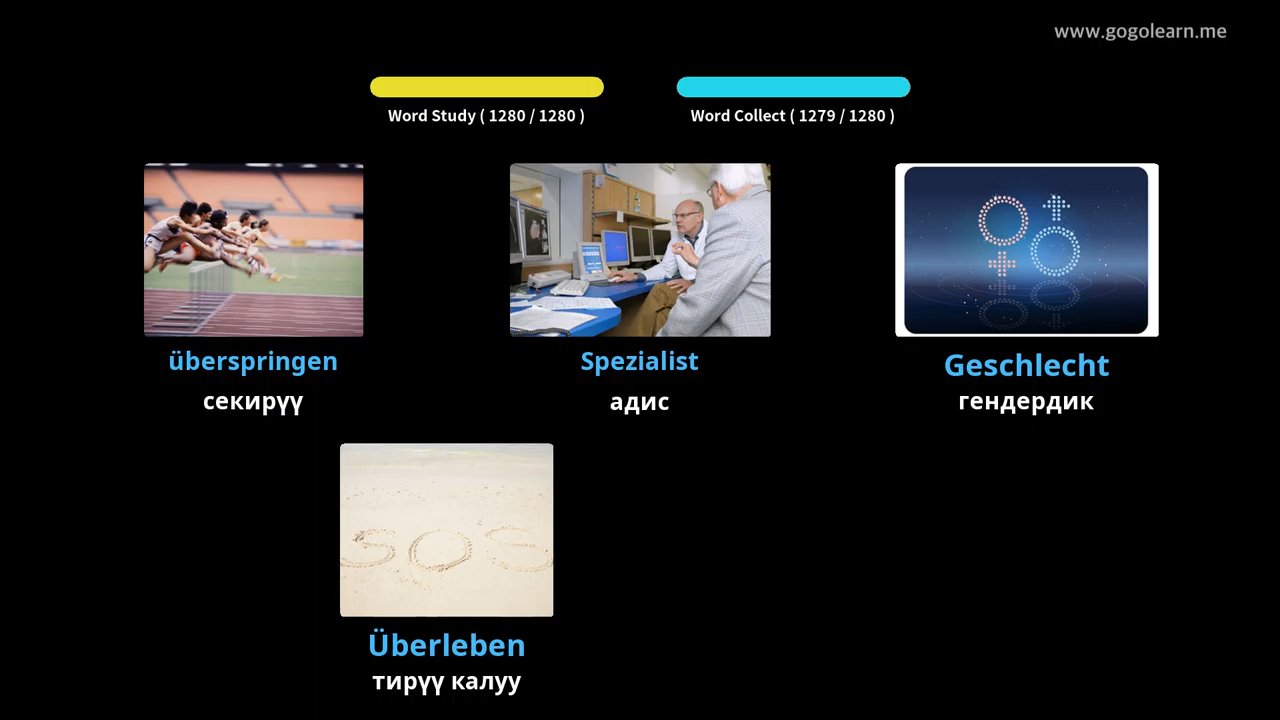 www.gogolearn.me
Word Study ( 1280 / 1280 )
Word Collect ( 1279 / 1280 )
überspringen
секирүү
Spezialist
адис
Geschlecht
гендердик
SOS
Überleben
тирүү калуу